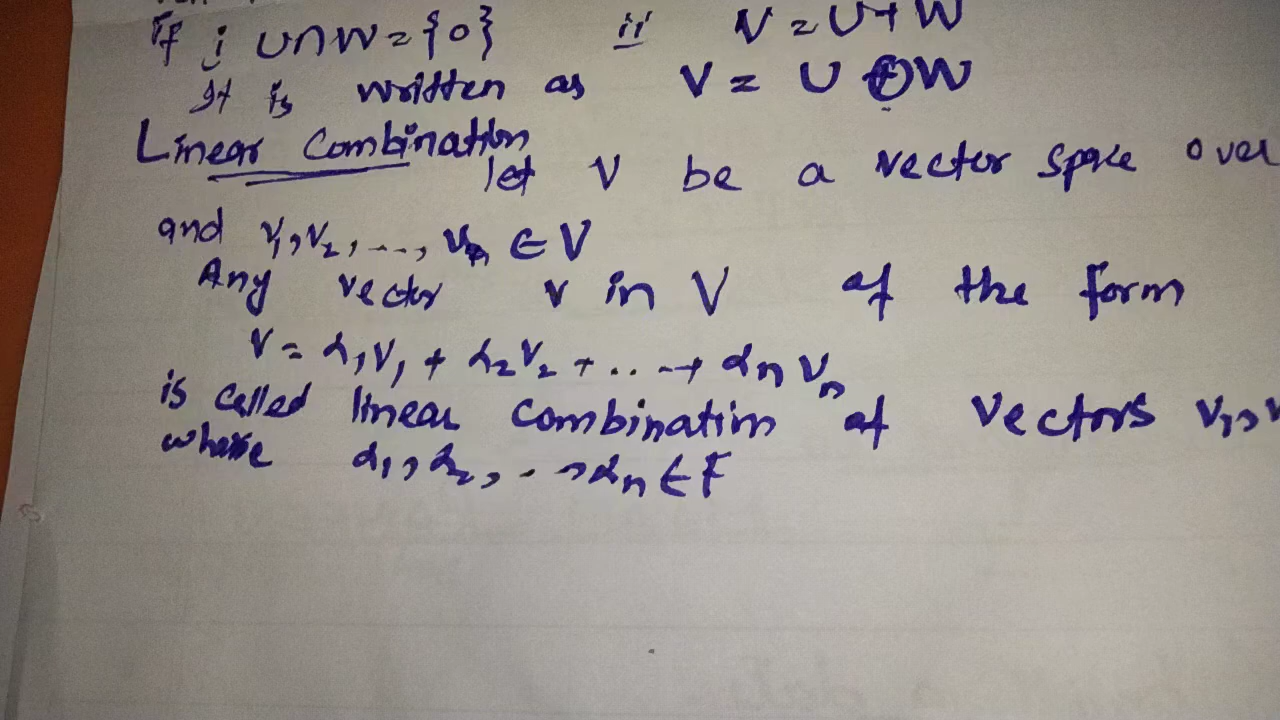 If i U∩W={0} ii V=U+W
It is written as V = U ⊕ W
Linear Combination
let V be a vector space over
and v₁,v₂,..., vₙ ∈ V
Any vector v in V of the form
V = α₁V₁ + α₂V₂ + ... + αₙVₙ
is called linear combination of vectors v₁,
where α₁, α₂, ..., αₙ ∈ F